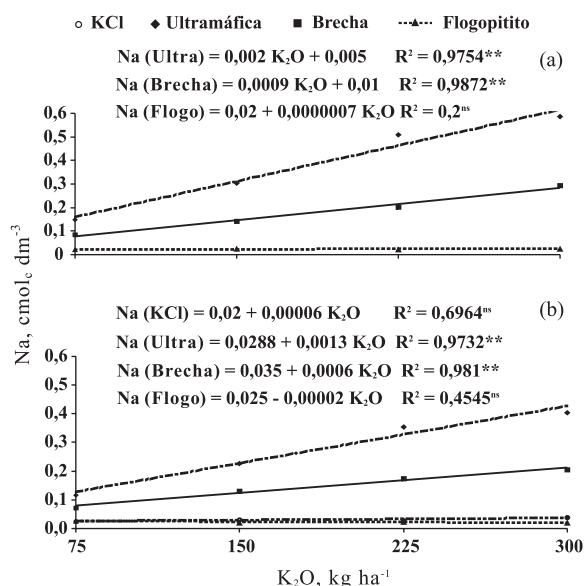 KCl Ultramáfica Brecha Flogopitito
Na (Ultra) = 0,002 K₂O + 0,005 R² = 0,9754** (a)
Na (Brecha) = 0,0009 K₂O + 0,01 R² = 0,9872**
Na (Flogo) = 0,02 + 0,0000007 K₂O R² = 0,2ns
0,6
0,5
0,4
0,3
0,2
0,1
0
75 150 225 300
Na, cmolc dm⁻³
Na (KCl) = 0,02 + 0,00006 K₂O R² = 0,6964ns (b)
Na (Ultra) = 0,0288 + 0,0013 K₂O R² = 0,9732**
Na (Brecha) = 0,035 + 0,0006 K₂O R² = 0,981**
Na (Flogo) = 0,025 - 0,00002 K₂O R² = 0,4545ns
0,6
0,5
0,4
0,3
0,2
0,1
0,0
75 150 225 300
K₂O, kg ha⁻¹